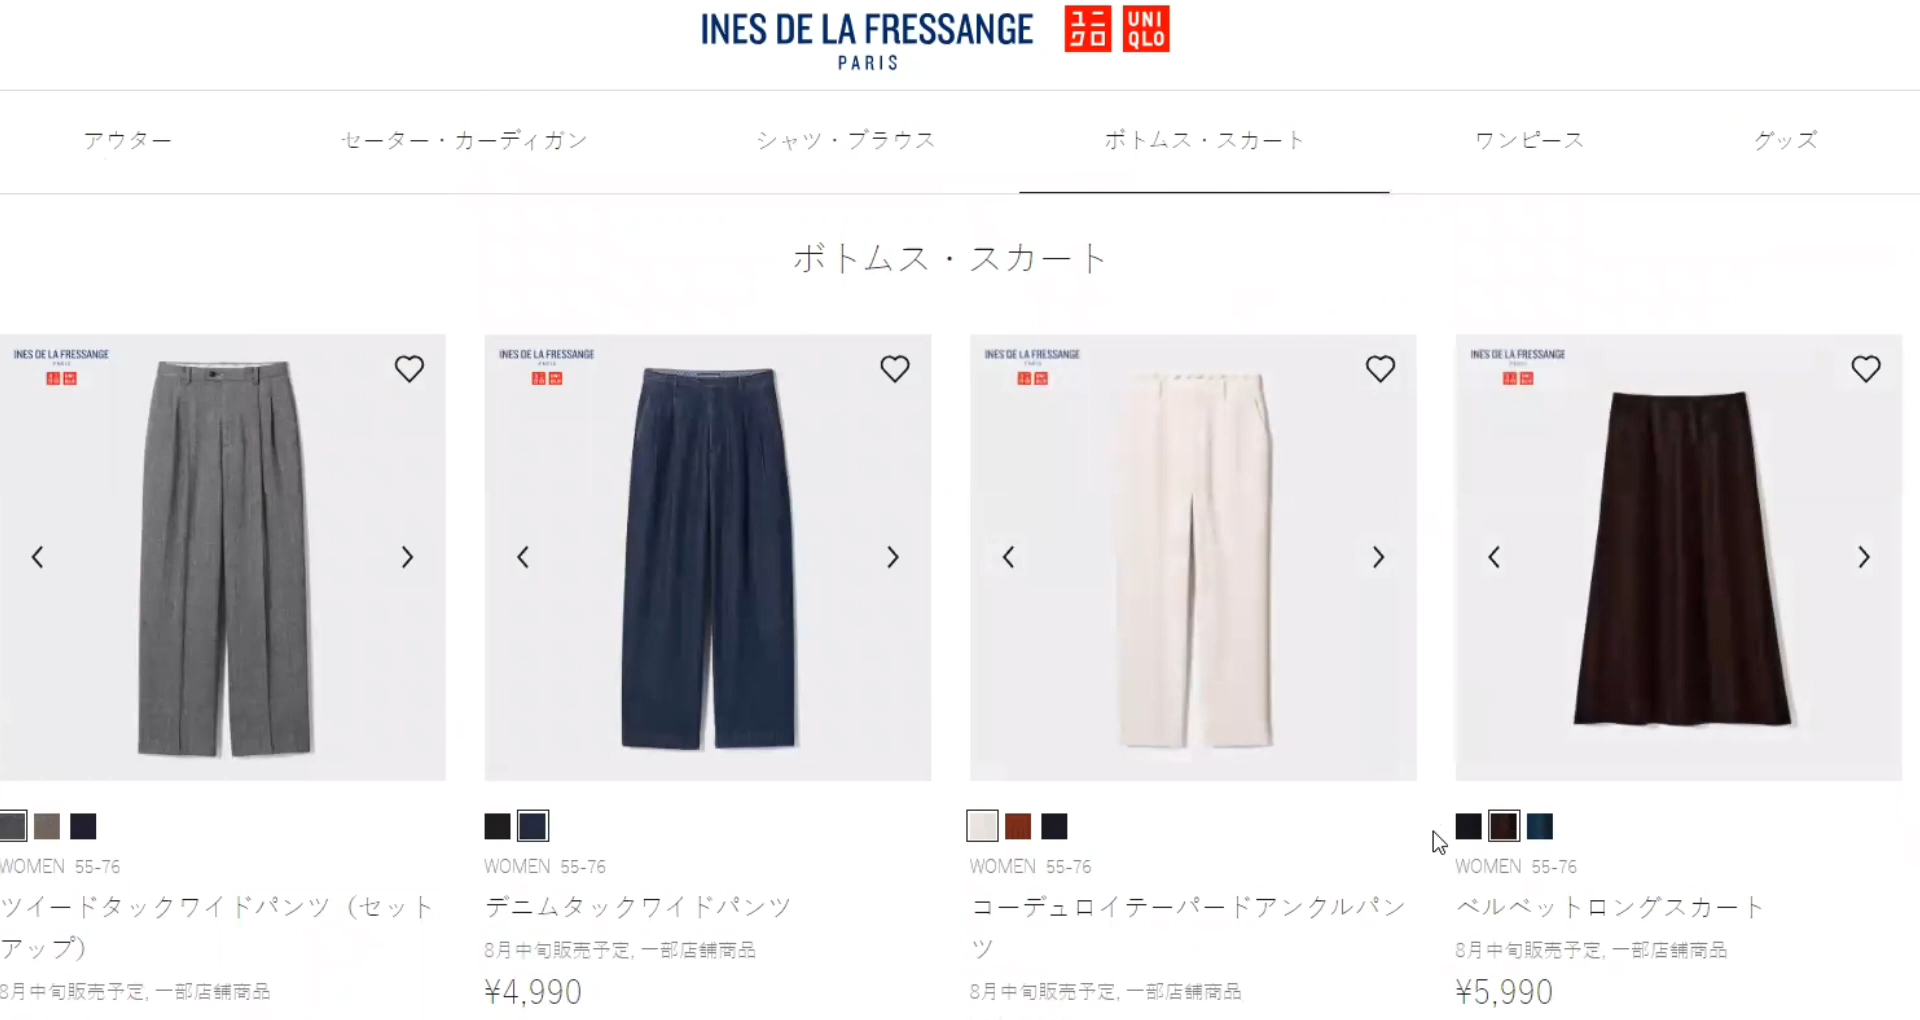 INES DE LA FRESSANGE
PARIS
ユニクロ
UNI
QLO
アウター
セーター・カーディガン
シャツ・ブラウス
ボトムス・スカート
ワンピース
グッズ
ボトムス・スカート
INES DE LA FRESSANGE
PARIS
INES DE LA FRESSANGE
PARIS
INES DE LA FRESSANGE
PARIS
INES DE LA FRESSANGE
PARIS
WOMEN 55-76
ツイードタックワイドパンツ（セット
アップ）
8月中旬販売予定, 一部店舗商品
WOMEN 55-76
デニムタックワイドパンツ
8月中旬販売予定, 一部店舗商品
¥4,990
WOMEN 55-76
コーデュロイテーパードアンクルパン
ツ
8月中旬販売予定, 一部店舗商品
WOMEN 55-76
ベルベットロングスカート
8月中旬販売予定, 一部店舗商品
¥5,990